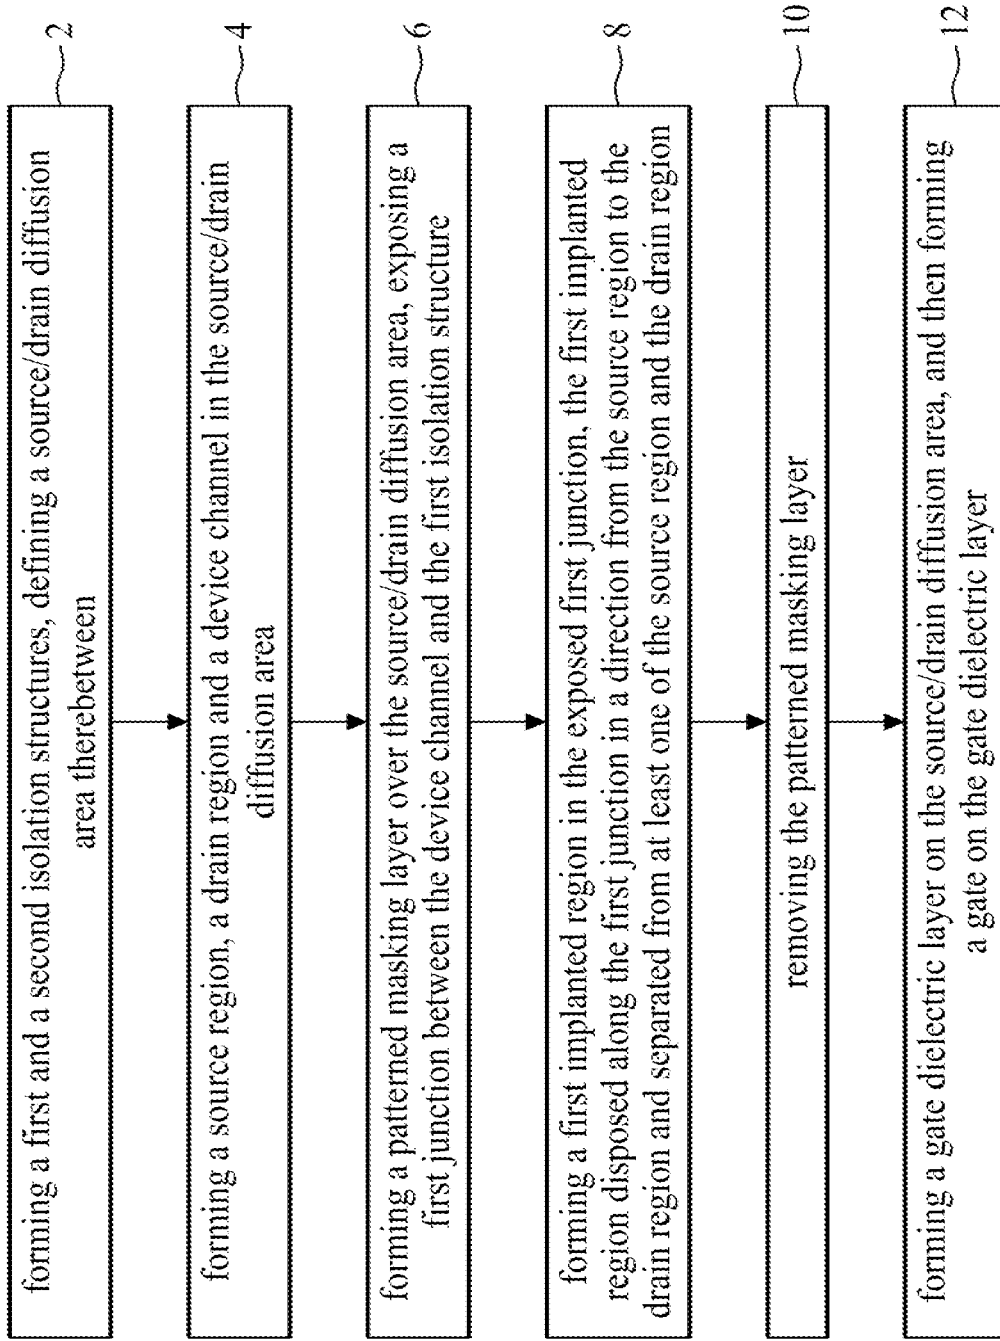 forming a first and a second isolation structures, defining a source/drain diffusion
area therebetween
2
forming a source region, a drain region and a device channel in the source/drain
diffusion area
4
forming a patterned masking layer over the source/drain diffusion area, exposing a
first junction between the device channel and the first isolation structure
6
forming a first implanted region in the exposed first junction, the first implanted
region disposed along the first junction in a direction from the source region to the
drain region and separated from at least one of the source region and the drain region
8
removing the patterned masking layer
10
forming a gate dielectric layer on the source/drain diffusion area, and then forming
a gate on the gate dielectric layer
12